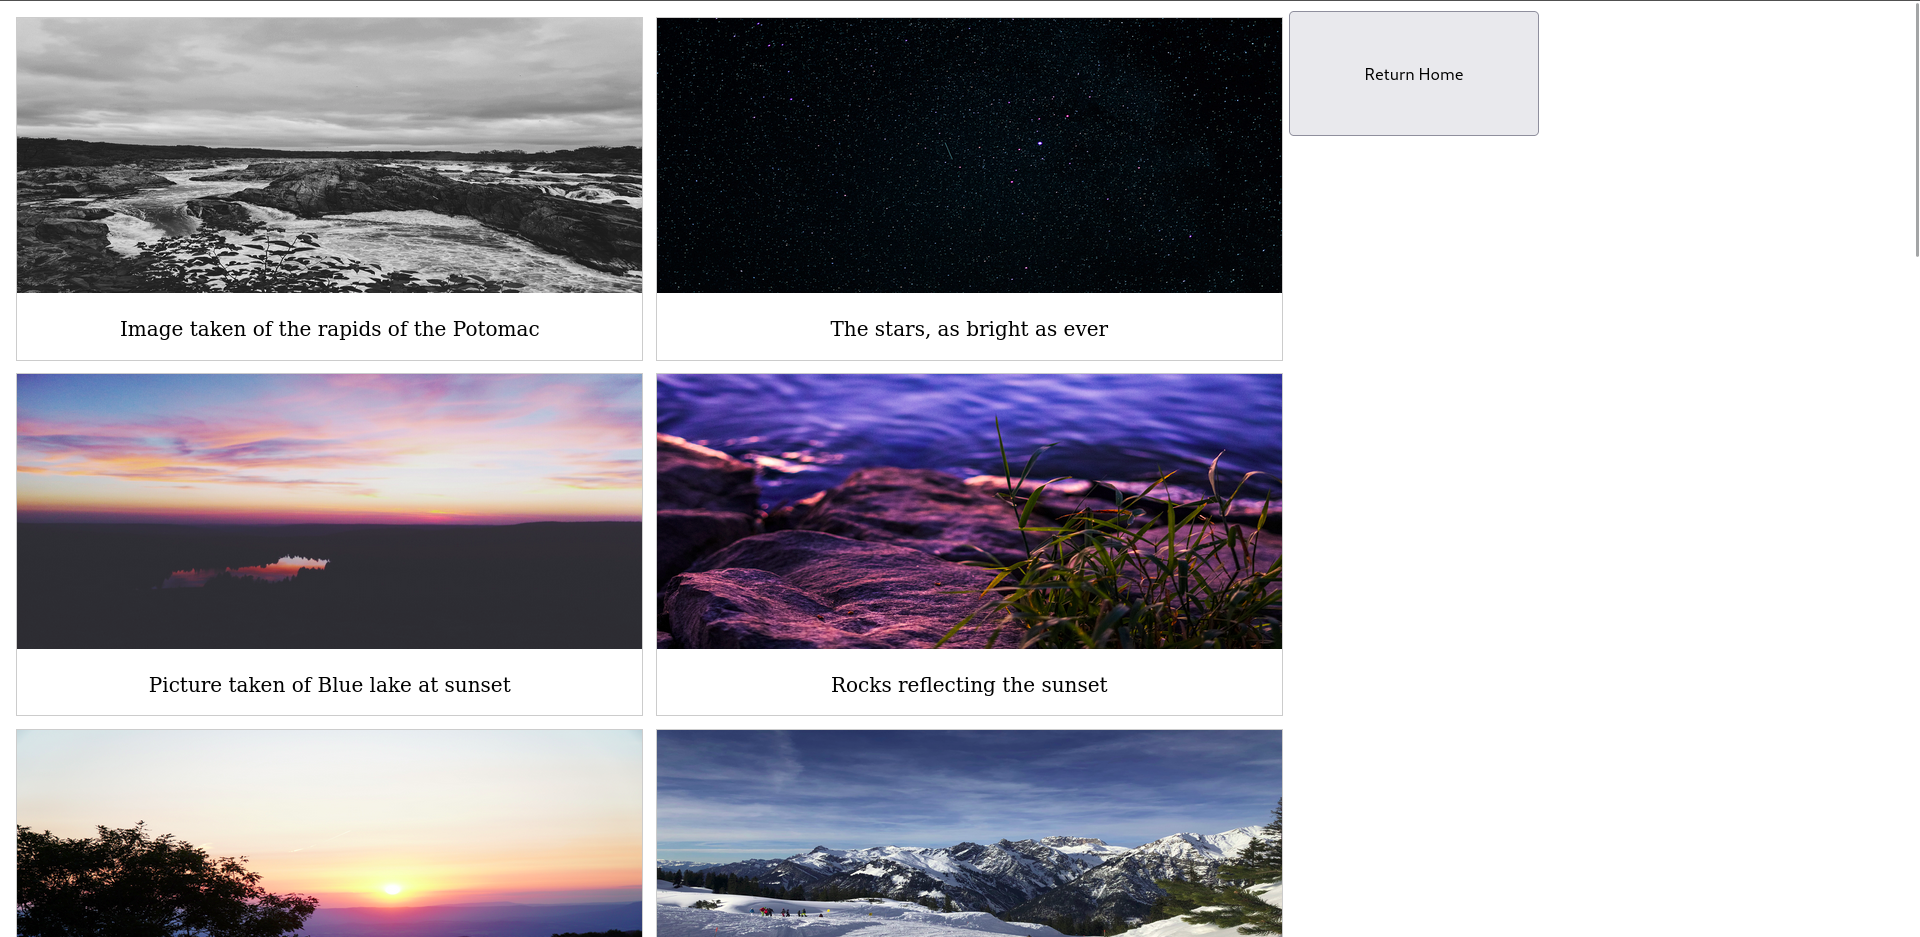 Return Home
Image taken of the rapids of the Potomac
The stars, as bright as ever
Picture taken of Blue lake at sunset
Rocks reflecting the sunset